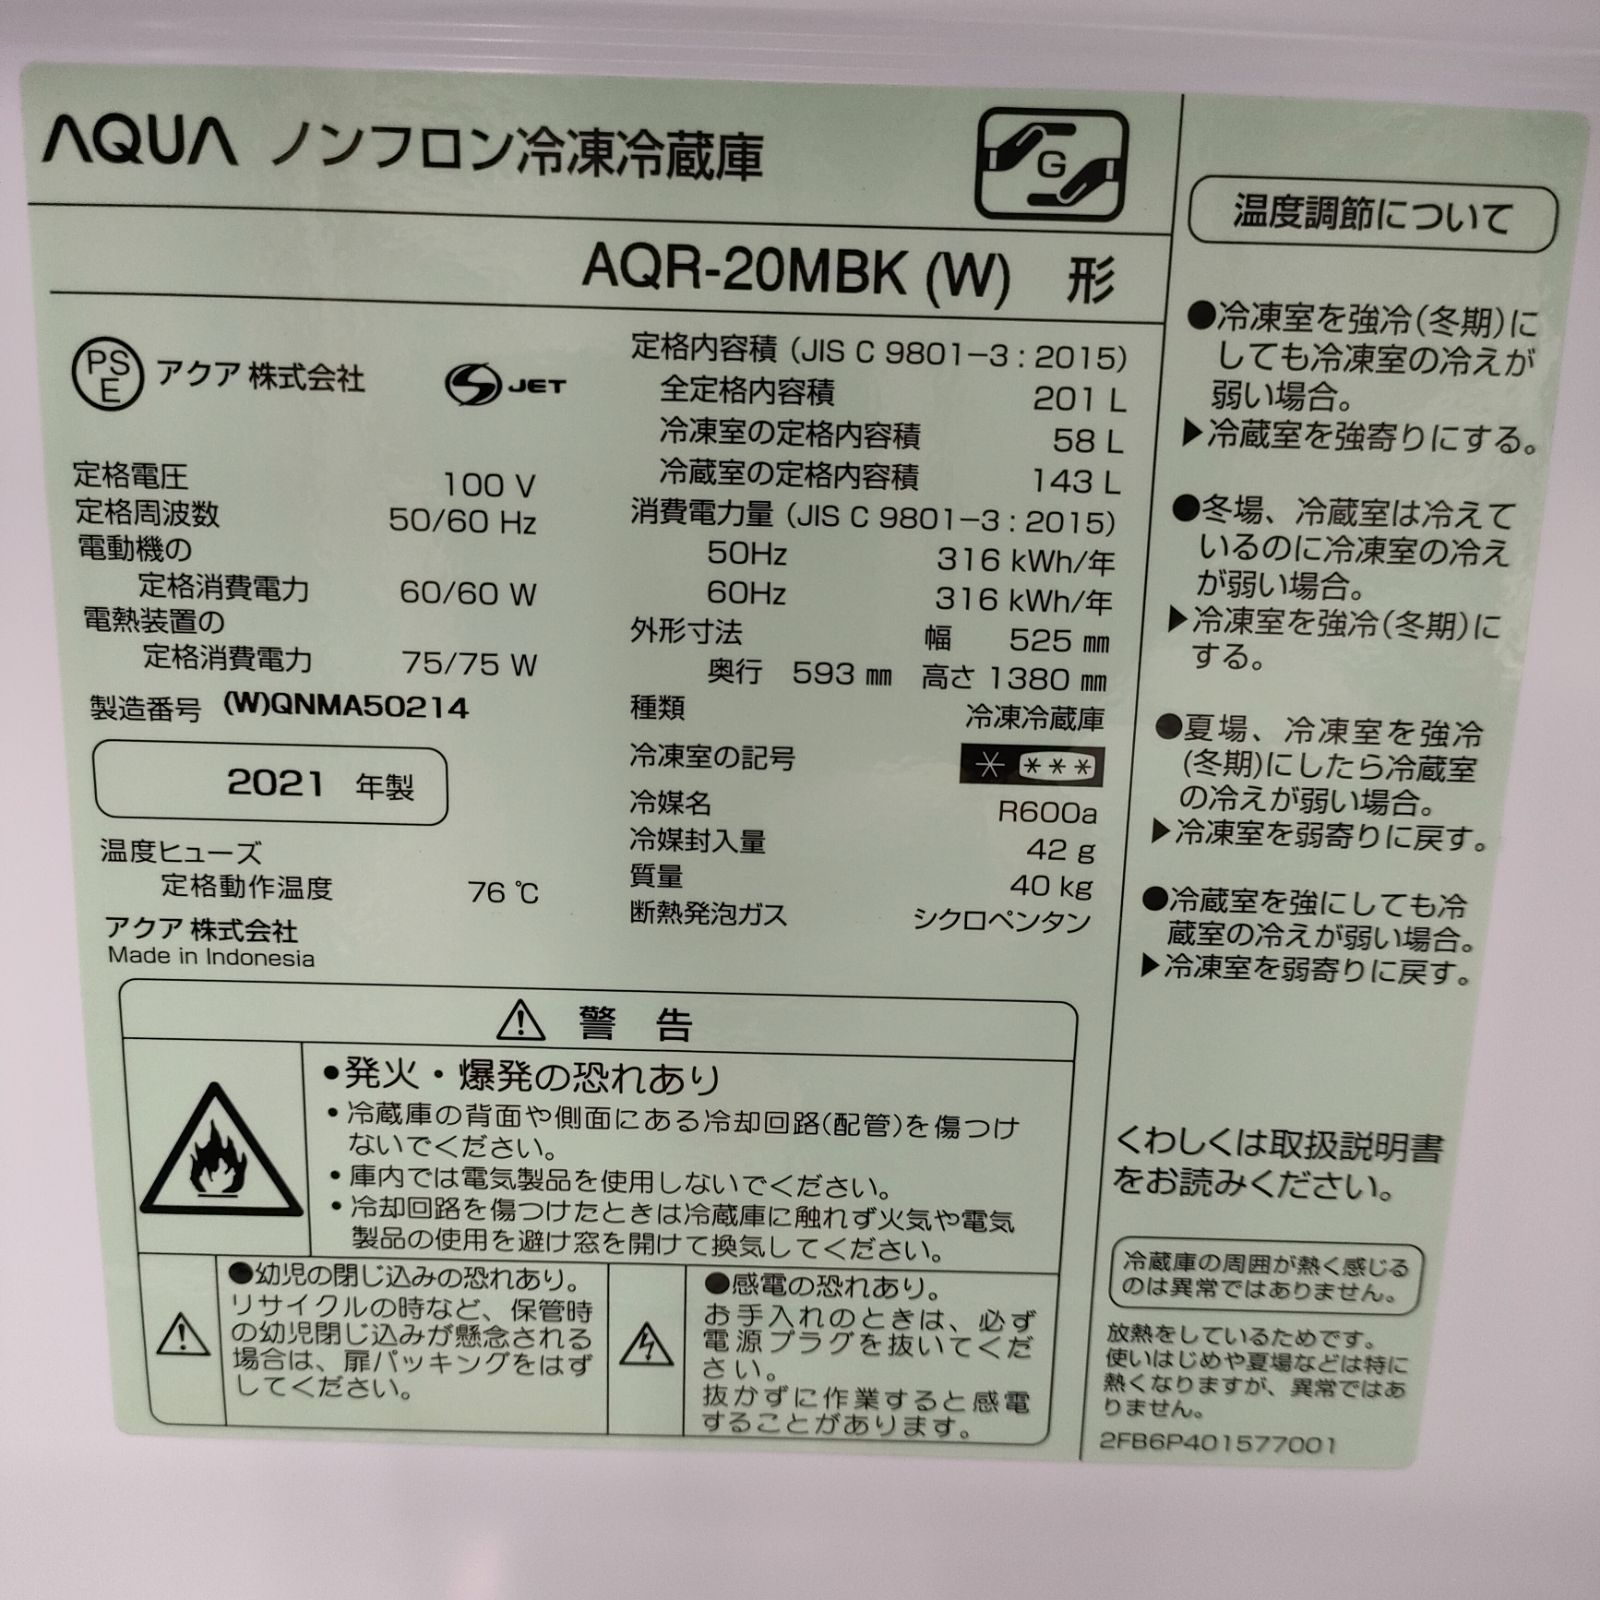 AQUA ノンフロン冷凍冷蔵庫
G
AQR-20MBK (W) 形
PS
E
アクア 株式会社
S JET
定格電圧 100 V
定格周波数 50/60 Hz
電動機の
定格消費電力 60/60 W
電熱装置の
定格消費電力 75/75 W
製造番号 (W)QNMA50214
2021 年製
温度ヒューズ
定格動作温度 76 ℃
アクア 株式会社
Made in Indonesia
定格内容積 (JIS C 9801-3 : 2015)
全定格内容積 201 L
冷凍室の定格内容積 58 L
冷蔵室の定格内容積 143 L
消費電力量 (JIS C 9801-3 : 2015)
50Hz 316 kWh/年
60Hz 316 kWh/年
外形寸法 幅 525 ㎜
奥行 593 ㎜ 高さ 1380 ㎜
種類 冷凍冷蔵庫
冷凍室の記号 * ***
冷媒名 R600a
冷媒封入量 42 g
質量 40 kg
断熱発泡ガス シクロペンタン
⚠ 警 告
•発火・爆発の恐れあり
•冷蔵庫の背面や側面にある冷却回路(配管)を傷つけ
ないでください。
•庫内では電気製品を使用しないでください。
•冷却回路を傷つけたときは冷蔵庫に触れず火気や電気
製品の使用を避け窓を開けて換気してください。
●幼児の閉じ込みの恐れあり。
リサイクルの時など、保管時
の幼児閉じ込みが懸念される
場合は、扉パッキングをはず
してください。
●感電の恐れあり。
お手入れのときは、必ず
電源プラグを抜いてくだ
さい。
抜かずに作業すると感電
することがあります。
温度調節について
●冷凍室を強冷(冬期)に
しても冷凍室の冷えが
弱い場合。
▶冷蔵室を強寄りにする。
●冬場、冷蔵室は冷えて
いるのに冷凍室の冷え
が弱い場合。
▶冷凍室を強冷(冬期)に
する。
●夏場、冷凍室を強冷
(冬期)にしたら冷蔵室
の冷えが弱い場合。
▶冷凍室を弱寄りに戻す。
●冷蔵室を強にしても冷
蔵室の冷えが弱い場合。
▶冷凍室を弱寄りに戻す。
くわしくは取扱説明書
をお読みください。
冷蔵庫の周囲が熱く感じる
のは異常ではありません。
放熱をしているためです。
使いはじめや夏場などは特に
熱くなりますが、異常ではあ
りません。
2FB6P401577001